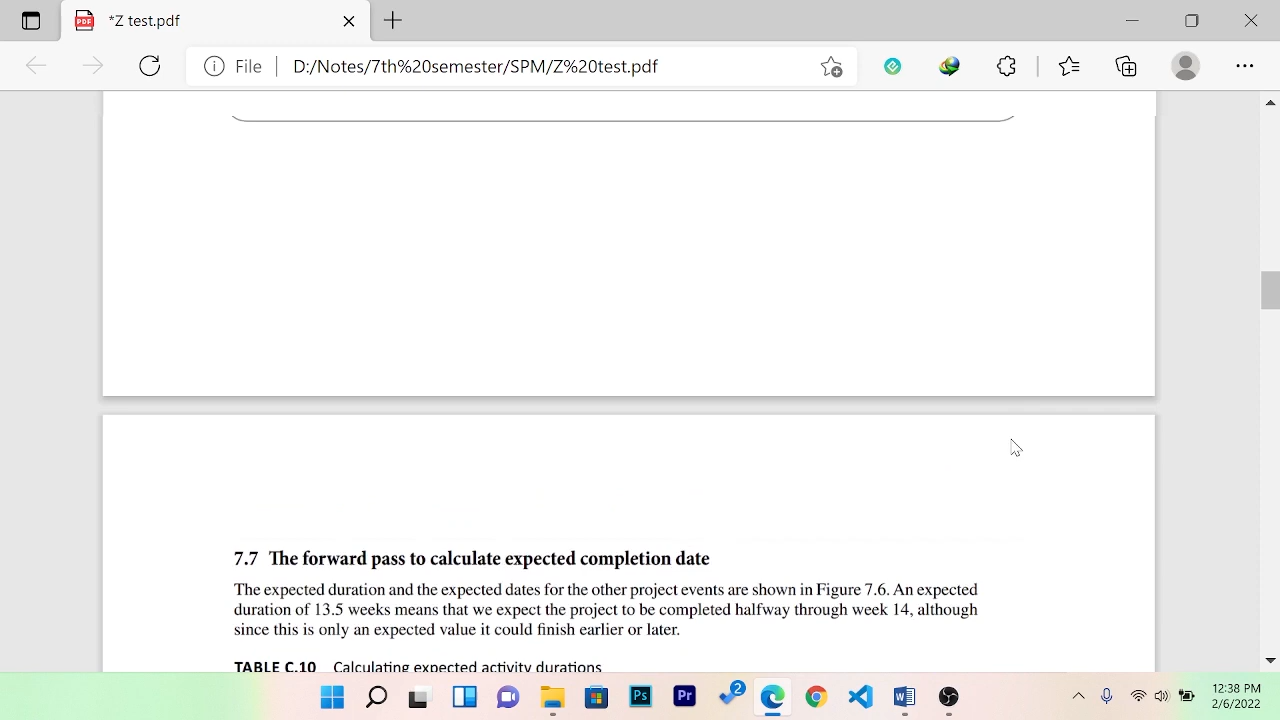 *Z test.pdf
File
D:/Notes/7th%20semester/SPM/Z%20test.pdf
7.7 The forward pass to calculate expected completion date
The expected duration and the expected dates for the other project events are shown in Figure 7.6. An expected
duration of 13.5 weeks means that we expect the project to be completed halfway through week 14, although
since this is only an expected value it could finish earlier or later.
TABLE C.10 Calculating expected activity durations
PDF
Ps
Pr
2
12:38 PM
2/6/2022